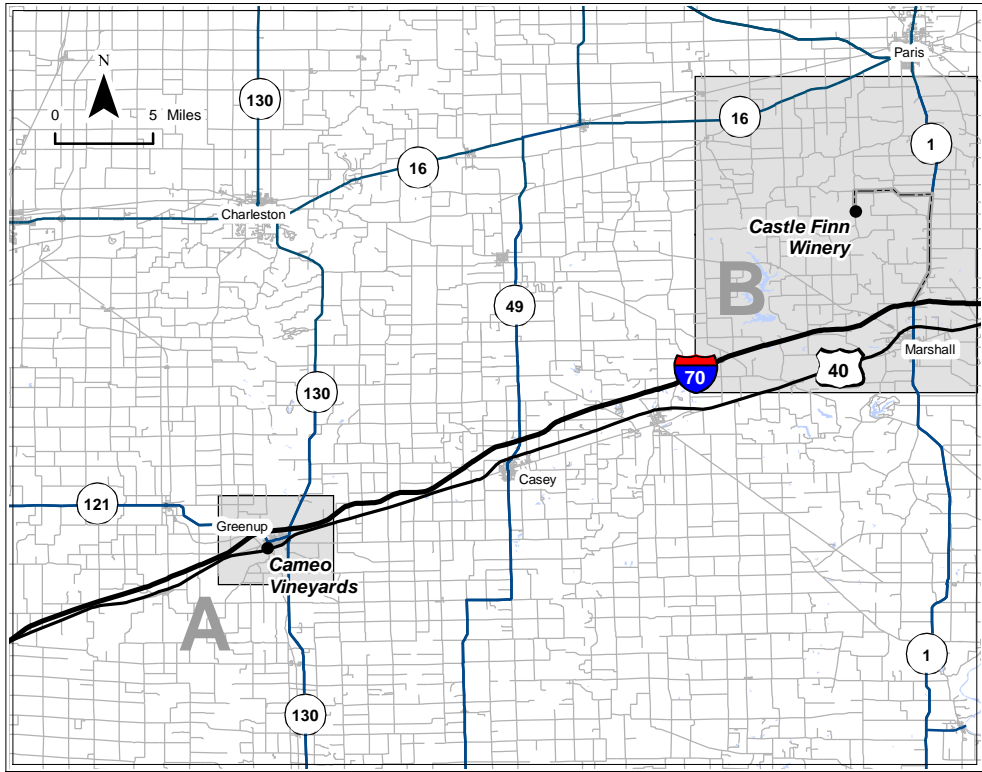 Paris
N
0 5 Miles
130
16
1
16
Charleston
Castle Finn
Winery
B
49
Marshall
40
70
130
Casey
121
Greenup
Cameo
Vineyards
A
1
130